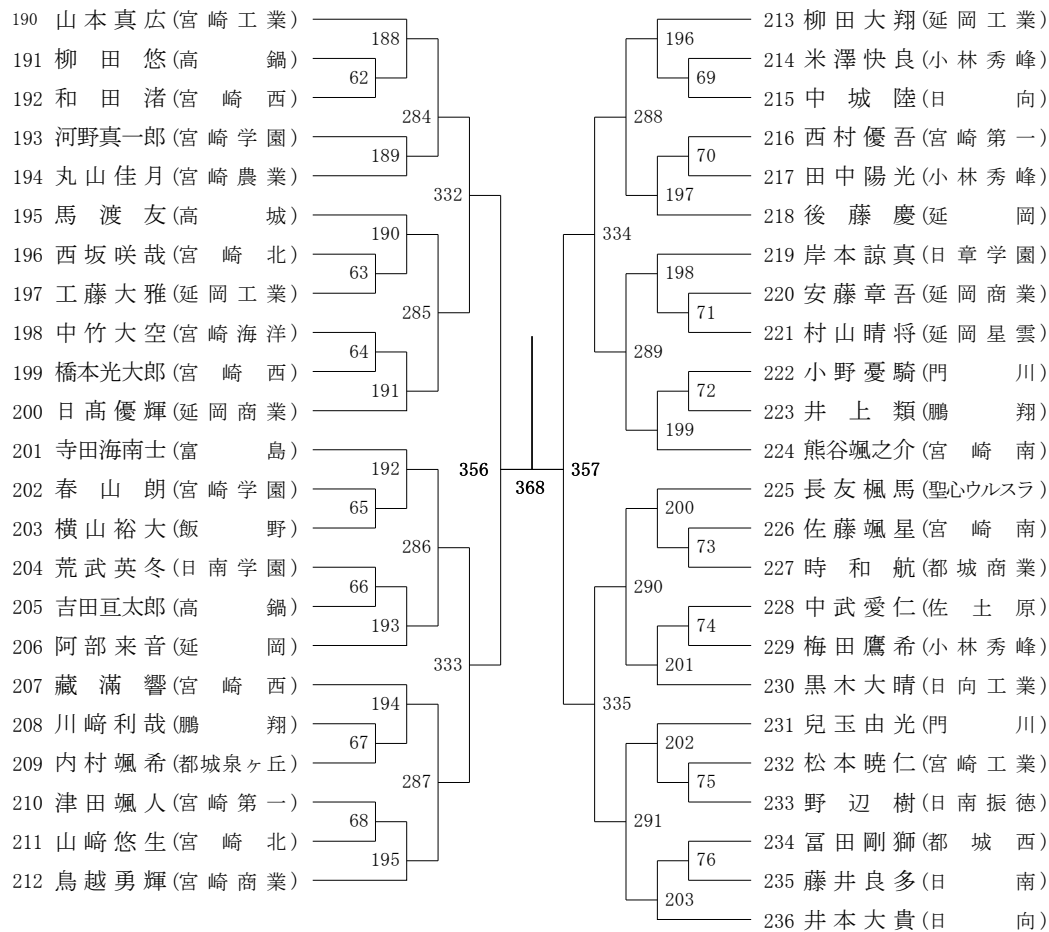 190 山本真広(宮崎工業)
191 柳田悠(高鍋)
192 和田渚(宮崎西)
193 河野真一郎(宮崎学園)
194 丸山佳月(宮崎農業)
195 馬渡友(高城)
196 西坂咲哉(宮崎北)
197 工藤大雅(延岡工業)
198 中竹大空(宮崎海洋)
199 橋本光大郎(宮崎西)
200 日髙優輝(延岡商業)
201 寺田海南士(富島)
202 春山朗(宮崎学園)
203 横山裕大(飯野)
204 荒武英冬(日南学園)
205 吉田亘太郎(高鍋)
206 阿部来音(延岡)
207 藏滿響(宮崎西)
208 川﨑利哉(鵬翔)
209 内村颯希(都城泉ヶ丘)
210 津田颯人(宮崎第一)
211 山﨑悠生(宮崎北)
212 鳥越勇輝(宮崎商業)
188
62
284
189
332
190
63
285
64
191
192
65
286
66
193
333
194
67
287
68
195
356
368
357
196
69
288
70
197
334
198
71
289
72
199
200
73
290
74
201
335
202
75
291
76
203
213 柳田大翔(延岡工業)
214 米澤快良(小林秀峰)
215 中城陸(日向)
216 西村優吾(宮崎第一)
217 田中陽光(小林秀峰)
218 後藤慶(延岡)
219 岸本諒真(日章学園)
220 安藤章吾(延岡商業)
221 村山晴将(延岡星雲)
222 小野憂騎(門川)
223 井上類(鵬翔)
224 熊谷颯之介(宮崎南)
225 長友楓馬(聖心ウルスラ)
226 佐藤颯星(宮崎南)
227 時和航(都城商業)
228 中武愛仁(佐土原)
229 梅田鷹希(小林秀峰)
230 黒木大晴(日向工業)
231 兒玉由光(門川)
232 松本暁仁(宮崎工業)
233 野辺樹(日南振徳)
234 冨田剛獅(都城西)
235 藤井良多(日南)
236 井本大貴(日向)